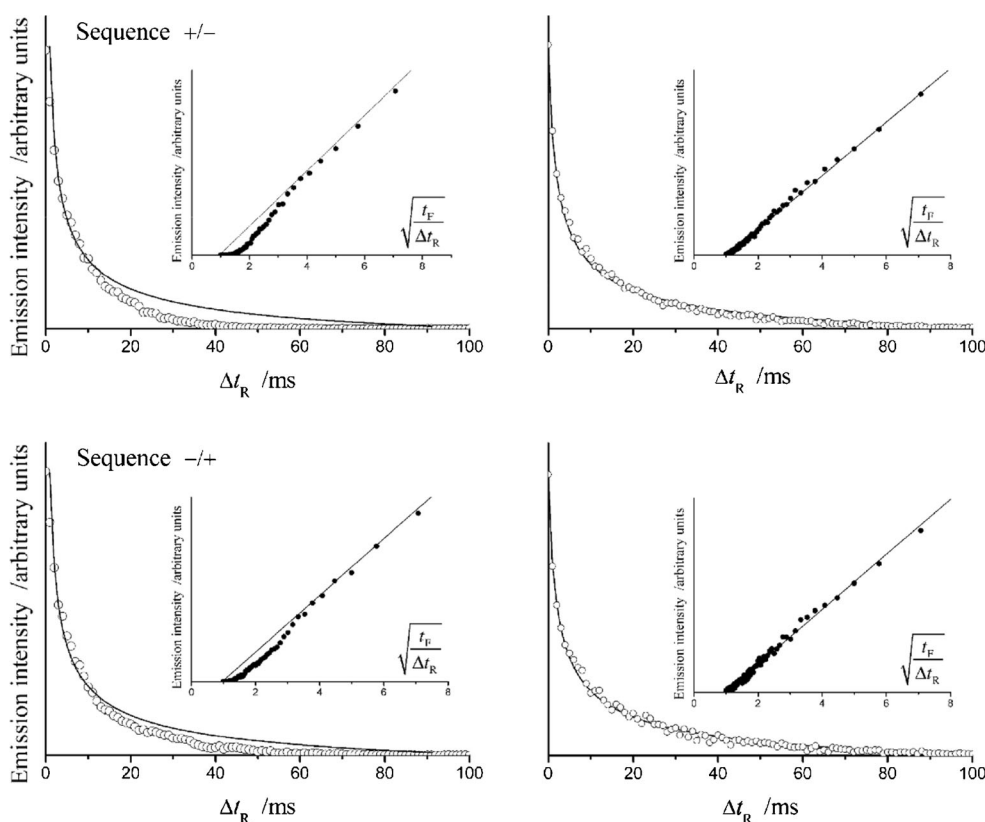 Sequence +/−
Emission intensity /arbitrary units
Emission intensity /arbitrary units
√(t_F/Δt_R)
0 2 4 6 8
0 20 40 60 80 100
Δt_R /ms
Emission intensity /arbitrary units
√(t_F/Δt_R)
0 2 4 6 8
0 20 40 60 80 100
Δt_R /ms
Sequence −/+
Emission intensity /arbitrary units
Emission intensity /arbitrary units
√(t_F/Δt_R)
0 2 4 6 8
0 20 40 60 80 100
Δt_R /ms
Emission intensity /arbitrary units
√(t_F/Δt_R)
0 2 4 6 8
0 20 40 60 80 100
Δt_R /ms